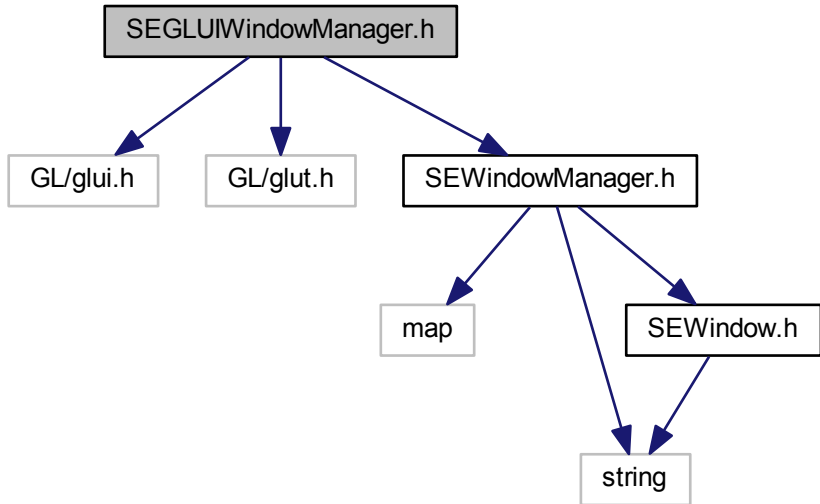 SEGLUIWindowManager.h
GL/glui.h
GL/glut.h
SEWindowManager.h
map
SEWindow.h
string